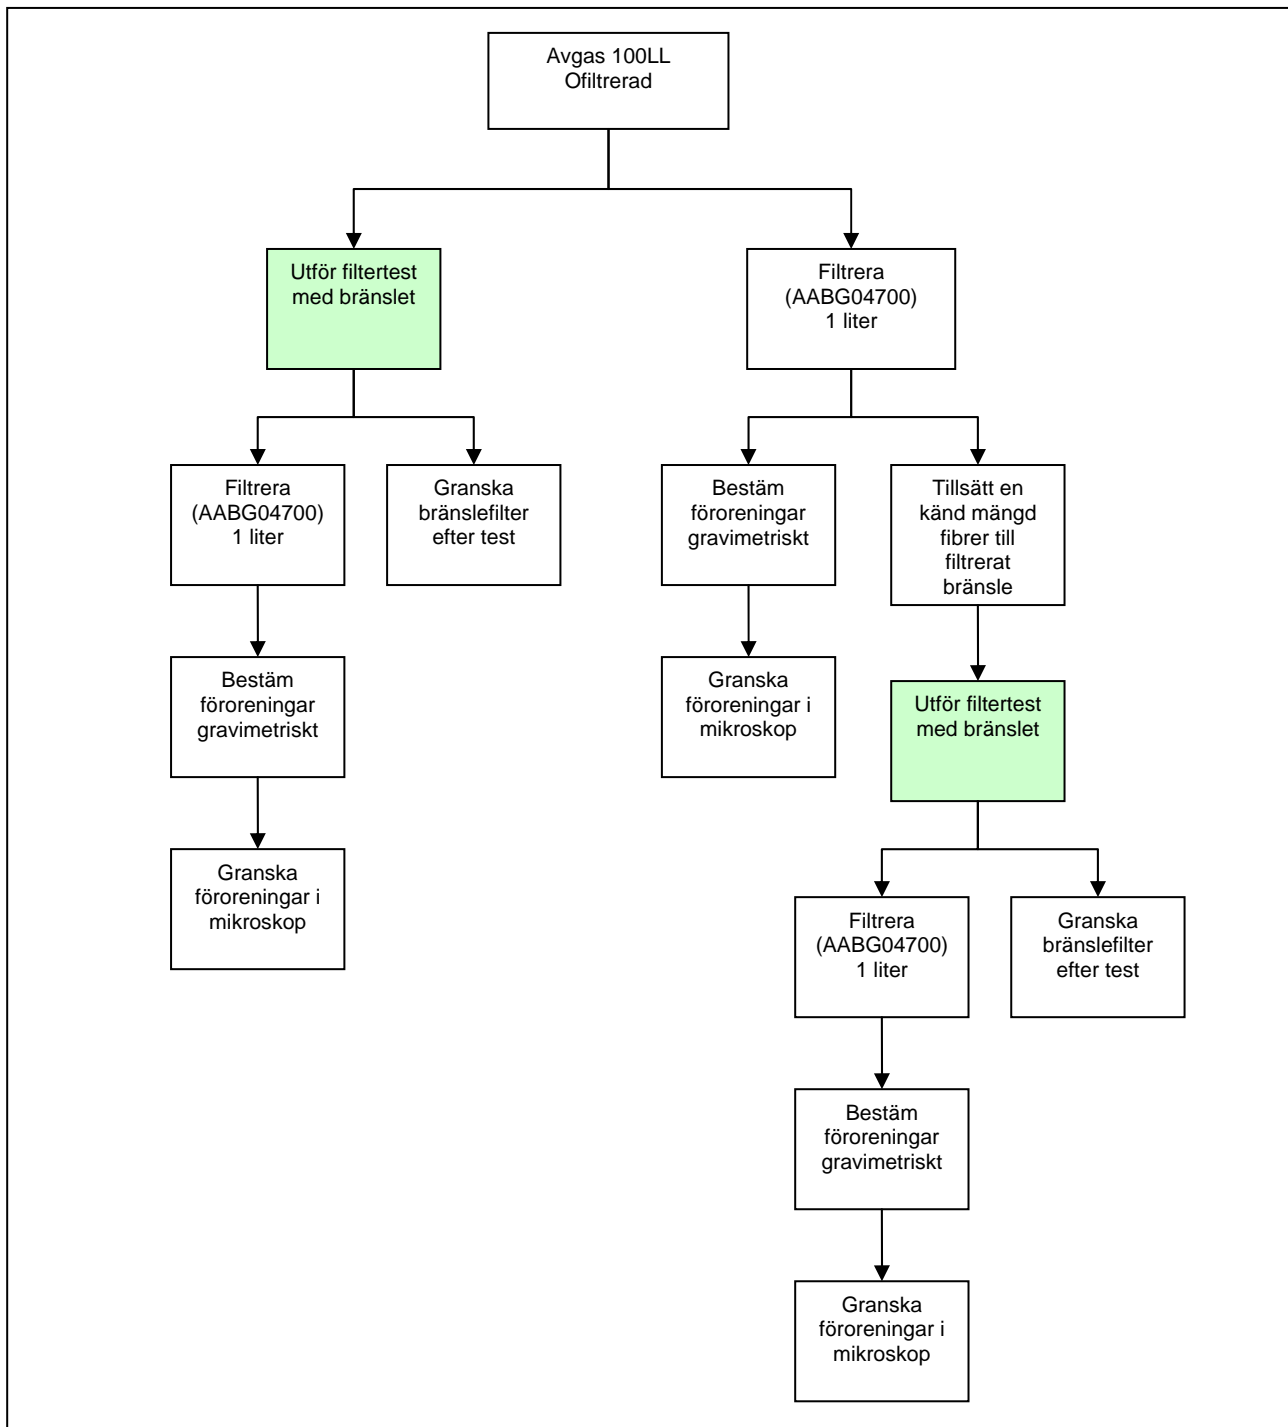 Avgas 100LL
Ofiltrerad
Utför filtertest
med bränslet
Filtrera
(AABG04700)
1 liter
Filtrera
(AABG04700)
1 liter
Granska
bränslefilter
efter test
Bestäm
föroreningar
gravimetriskt
Tillsätt en
känd mängd
fibrer till
filtrerat
bränsle
Bestäm
föroreningar
gravimetriskt
Granska
föroreningar i
mikroskop
Utför filtertest
med bränslet
Granska
föroreningar i
mikroskop
Filtrera
(AABG04700)
1 liter
Granska
bränslefilter
efter test
Bestäm
föroreningar
gravimetriskt
Granska
föroreningar i
mikroskop